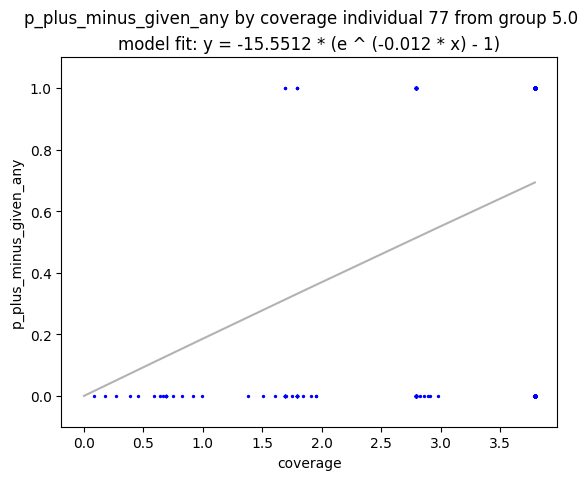 p_plus_minus_given_any by coverage individual 77 from group 5.0
model fit: y = -15.5512 * (e ^ (-0.012 * x) - 1)
1.0
0.8
0.6
0.4
0.2
0.0
p_plus_minus_given_any
0.0 0.5 1.0 1.5 2.0 2.5 3.0 3.5
coverage